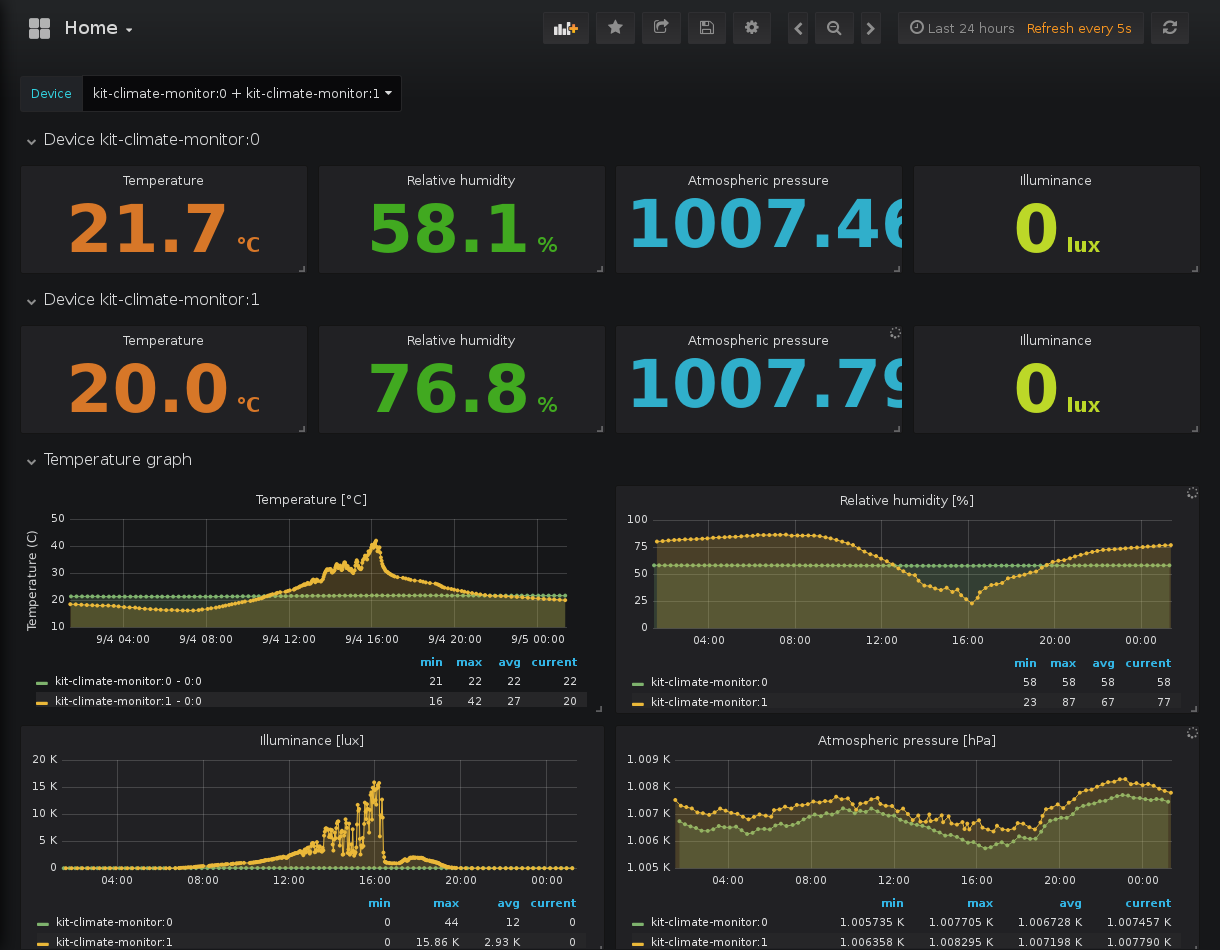 Home
Last 24 hours Refresh every 5s
Device kit-climate-monitor:0 + kit-climate-monitor:1
Device kit-climate-monitor:0
Temperature Relative humidity Atmospheric pressure Illuminance
21.7 °C 58.1 % 1007.46 0 lux
Device kit-climate-monitor:1
Temperature Relative humidity Atmospheric pressure Illuminance
20.0 °C 76.8 % 1007.79 0 lux
Temperature graph
Temperature [°C]
Temperature (C)
50
40
30
20
10
9/4 04:00 9/4 08:00 9/4 12:00 9/4 16:00 9/4 20:00 9/5 00:00
min max avg current
kit-climate-monitor:0 - 0:0 21 22 22 22
kit-climate-monitor:1 - 0:0 16 42 27 20
Relative humidity [%]
100
75
50
25
0
04:00 08:00 12:00 16:00 20:00 00:00
min max avg current
kit-climate-monitor:0 58 58 58 58
kit-climate-monitor:1 23 87 67 77
Illuminance [lux]
20 K
15 K
10 K
5 K
0
04:00 08:00 12:00 16:00 20:00 00:00
min max avg current
kit-climate-monitor:0 0 44 12 0
kit-climate-monitor:1 0 15.86 K 2.93 K 0
Atmospheric pressure [hPa]
1.009 K
1.008 K
1.007 K
1.006 K
1.005 K
04:00 08:00 12:00 16:00 20:00 00:00
min max avg current
kit-climate-monitor:0 1.005735 K 1.007705 K 1.006728 K 1.007457 K
kit-climate-monitor:1 1.006358 K 1.008295 K 1.007198 K 1.007790 K